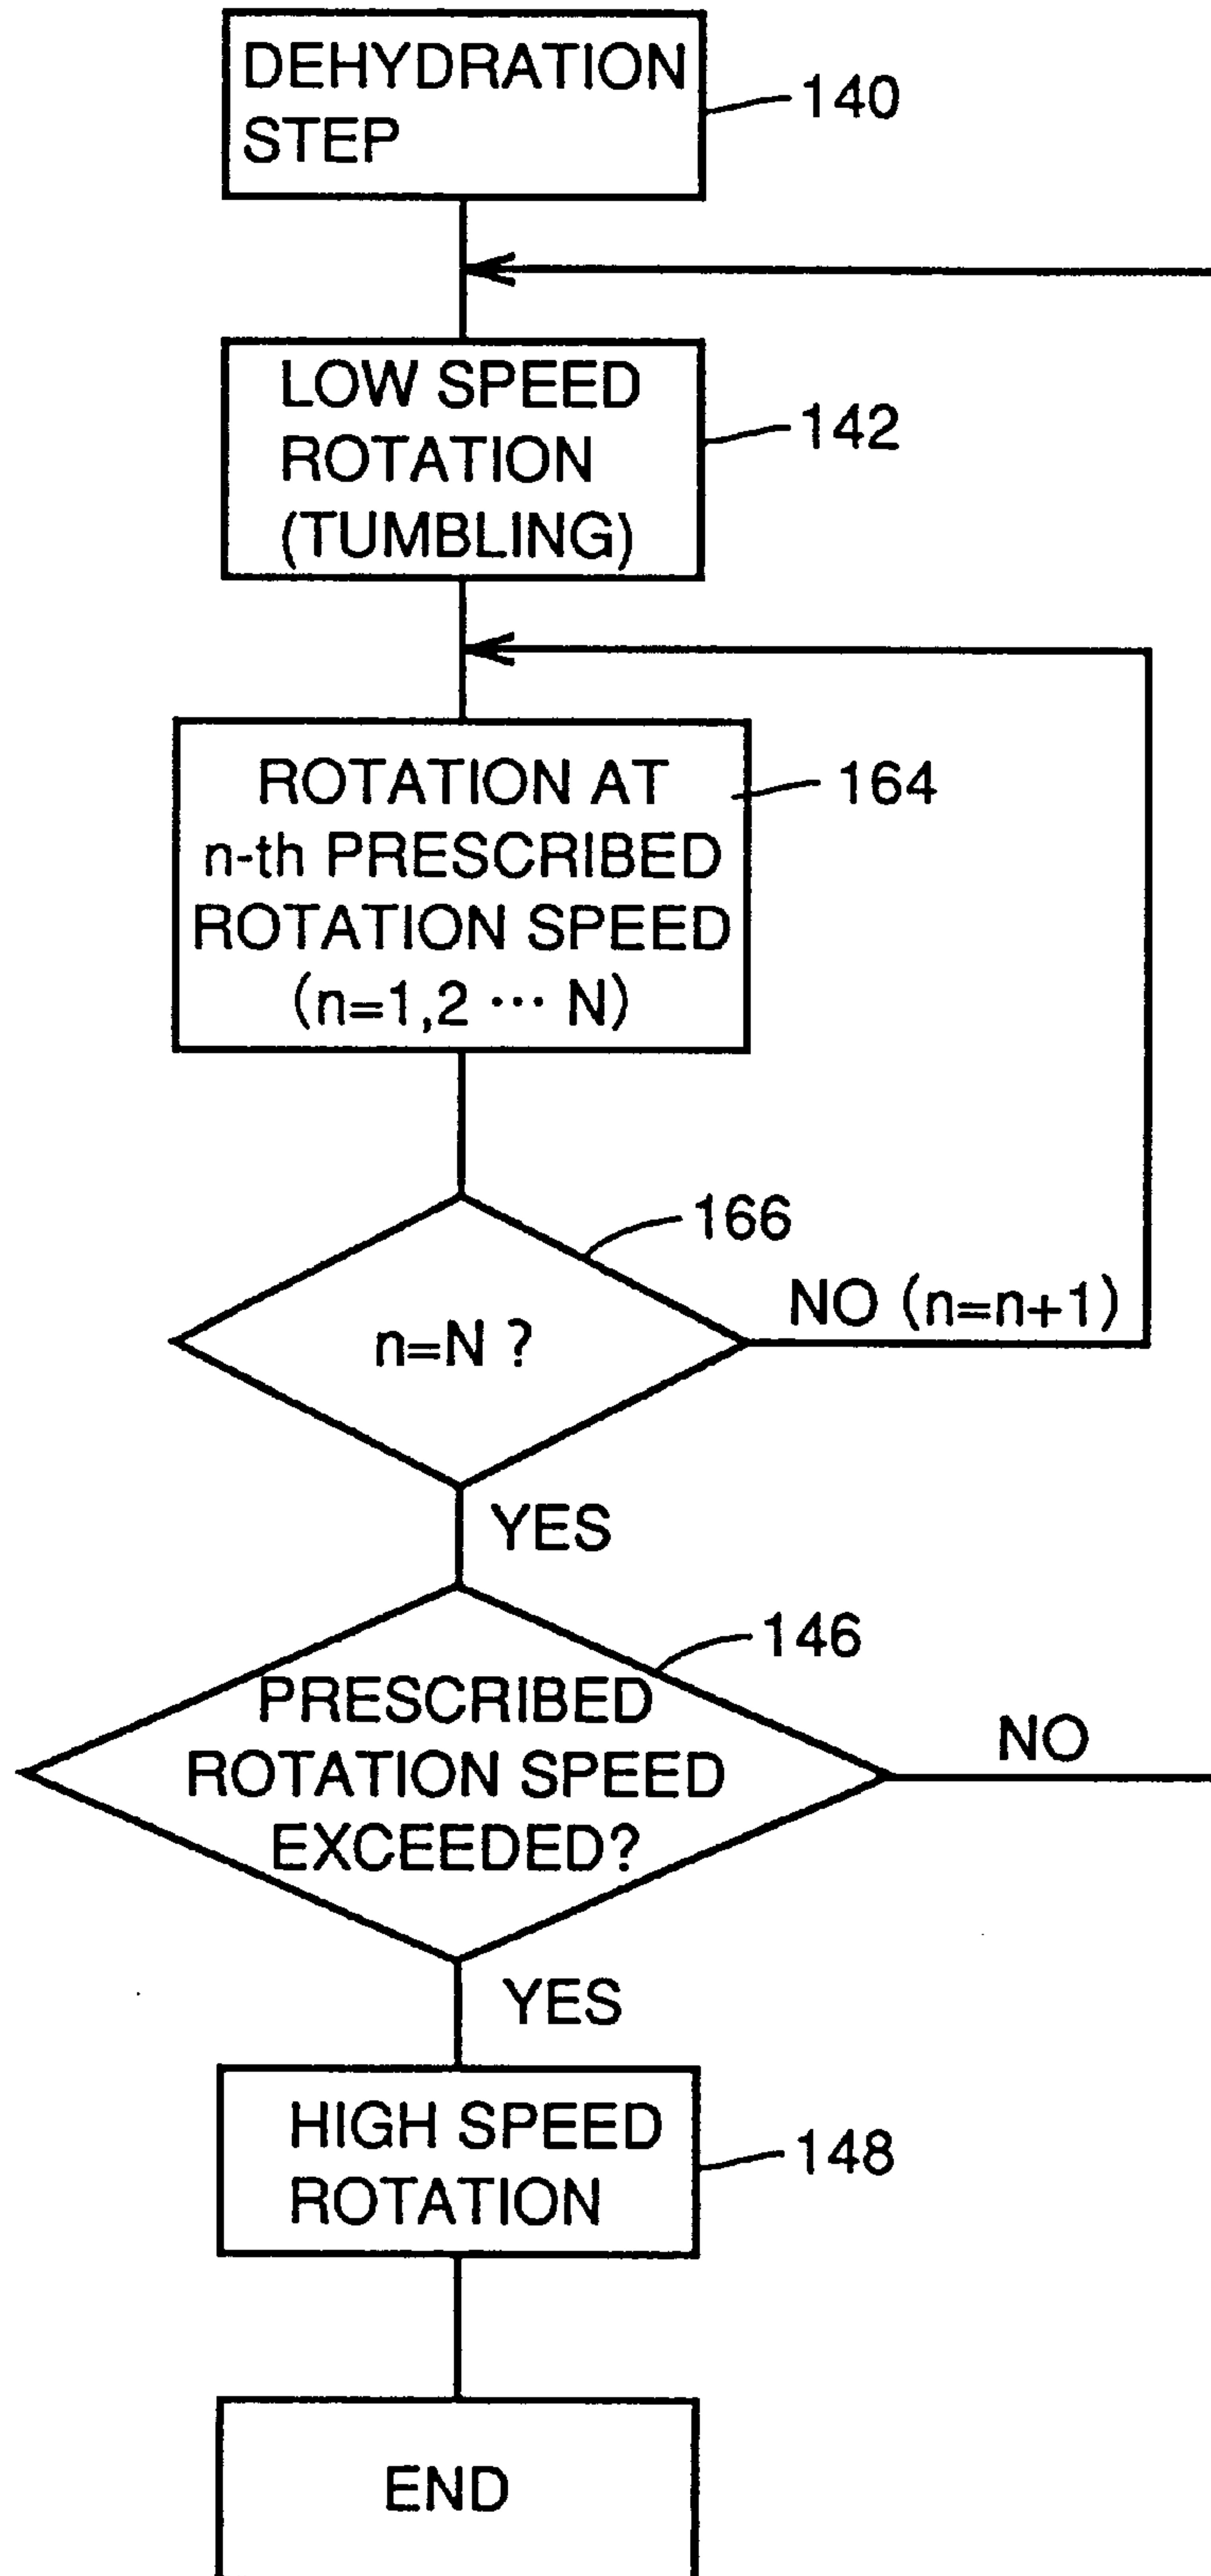 DEHYDRATION
STEP
140
LOW SPEED
ROTATION
(TUMBLING)
142
ROTATION AT
n-th PRESCRIBED
ROTATION SPEED
(n=1,2 ··· N)
164
166
n=N ?
NO (n=n+1)
YES
146
PRESCRIBED
ROTATION SPEED
EXCEEDED?
NO
YES
HIGH SPEED
ROTATION
148
END